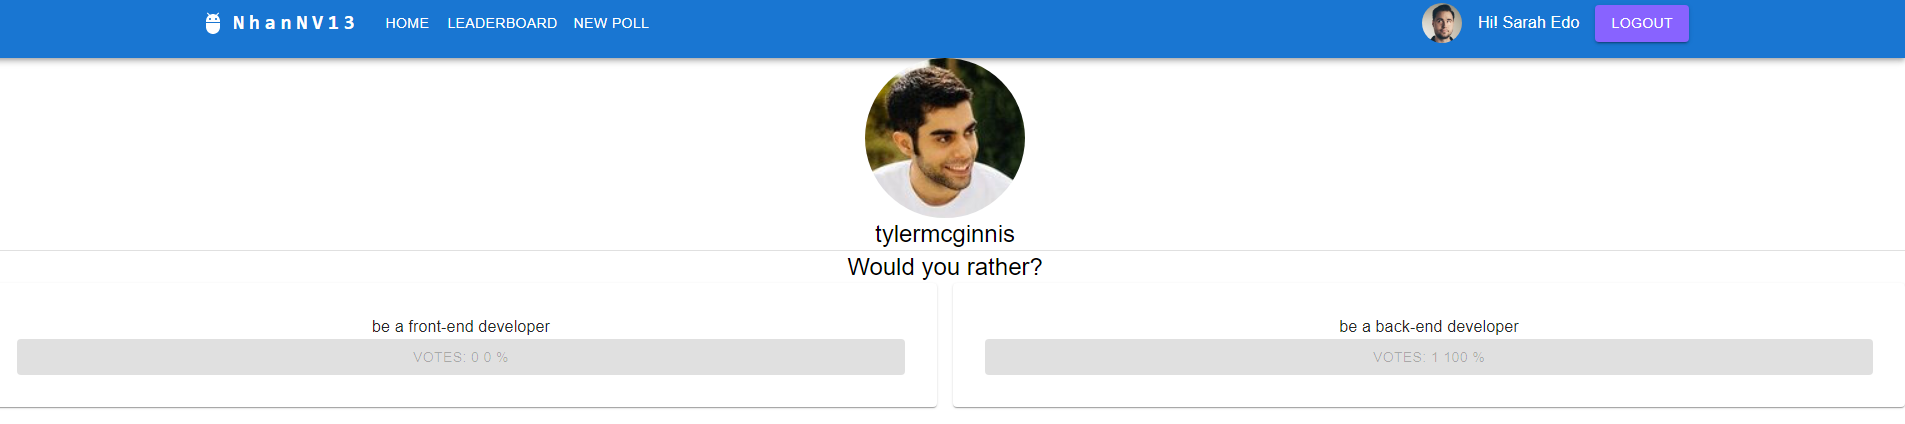 NhanNV13 HOME LEADERBOARD NEW POLL Hi! Sarah Edo LOGOUT
tylermcginnis
Would you rather?
be a front-end developer be a back-end developer
VOTES: 0 0 % VOTES: 1 100 %